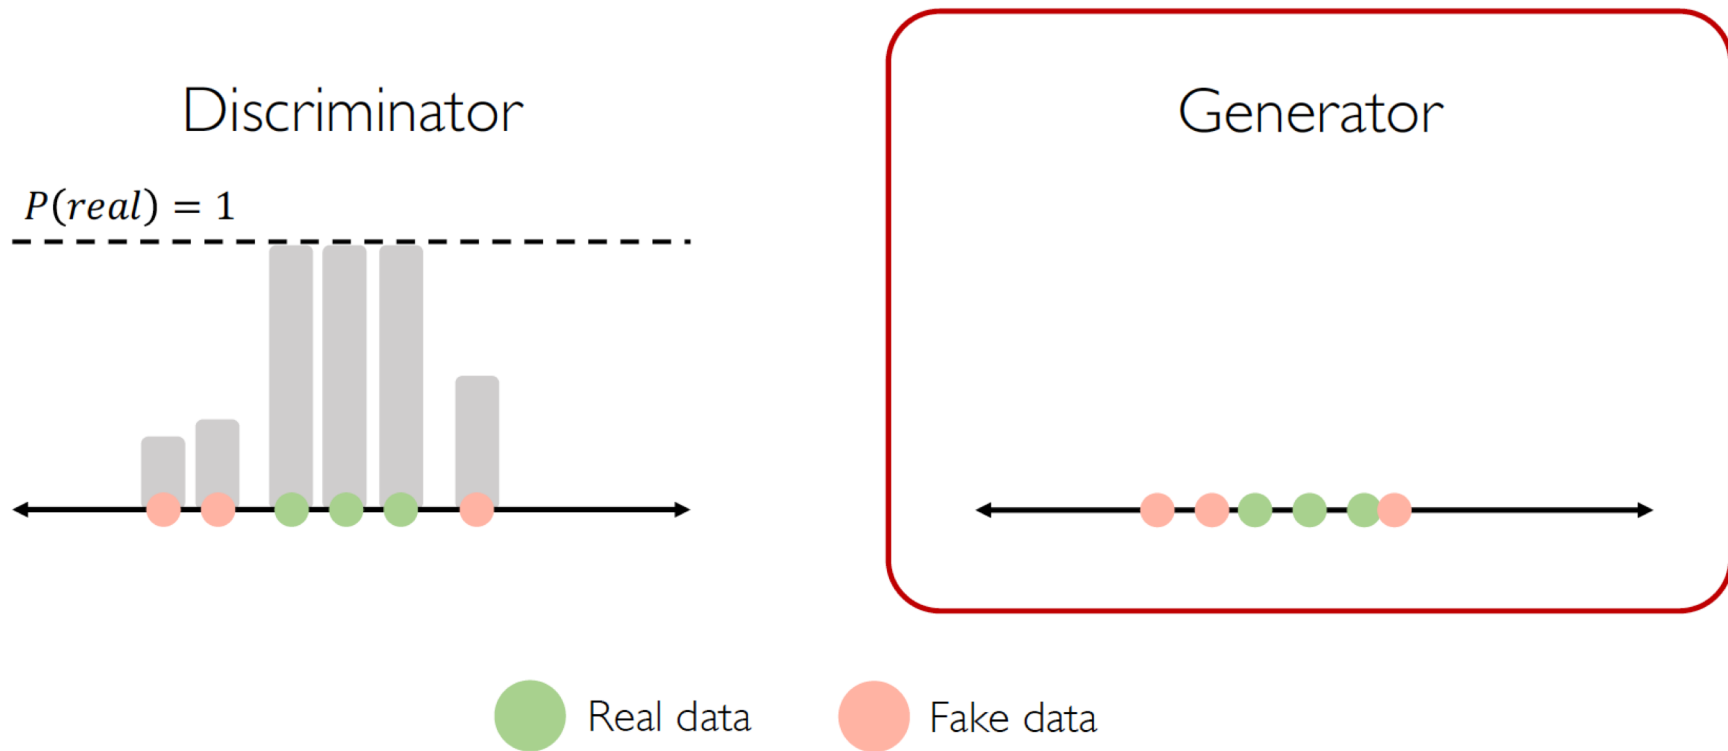 Discriminator
Generator
P(real) = 1
Real data
Fake data